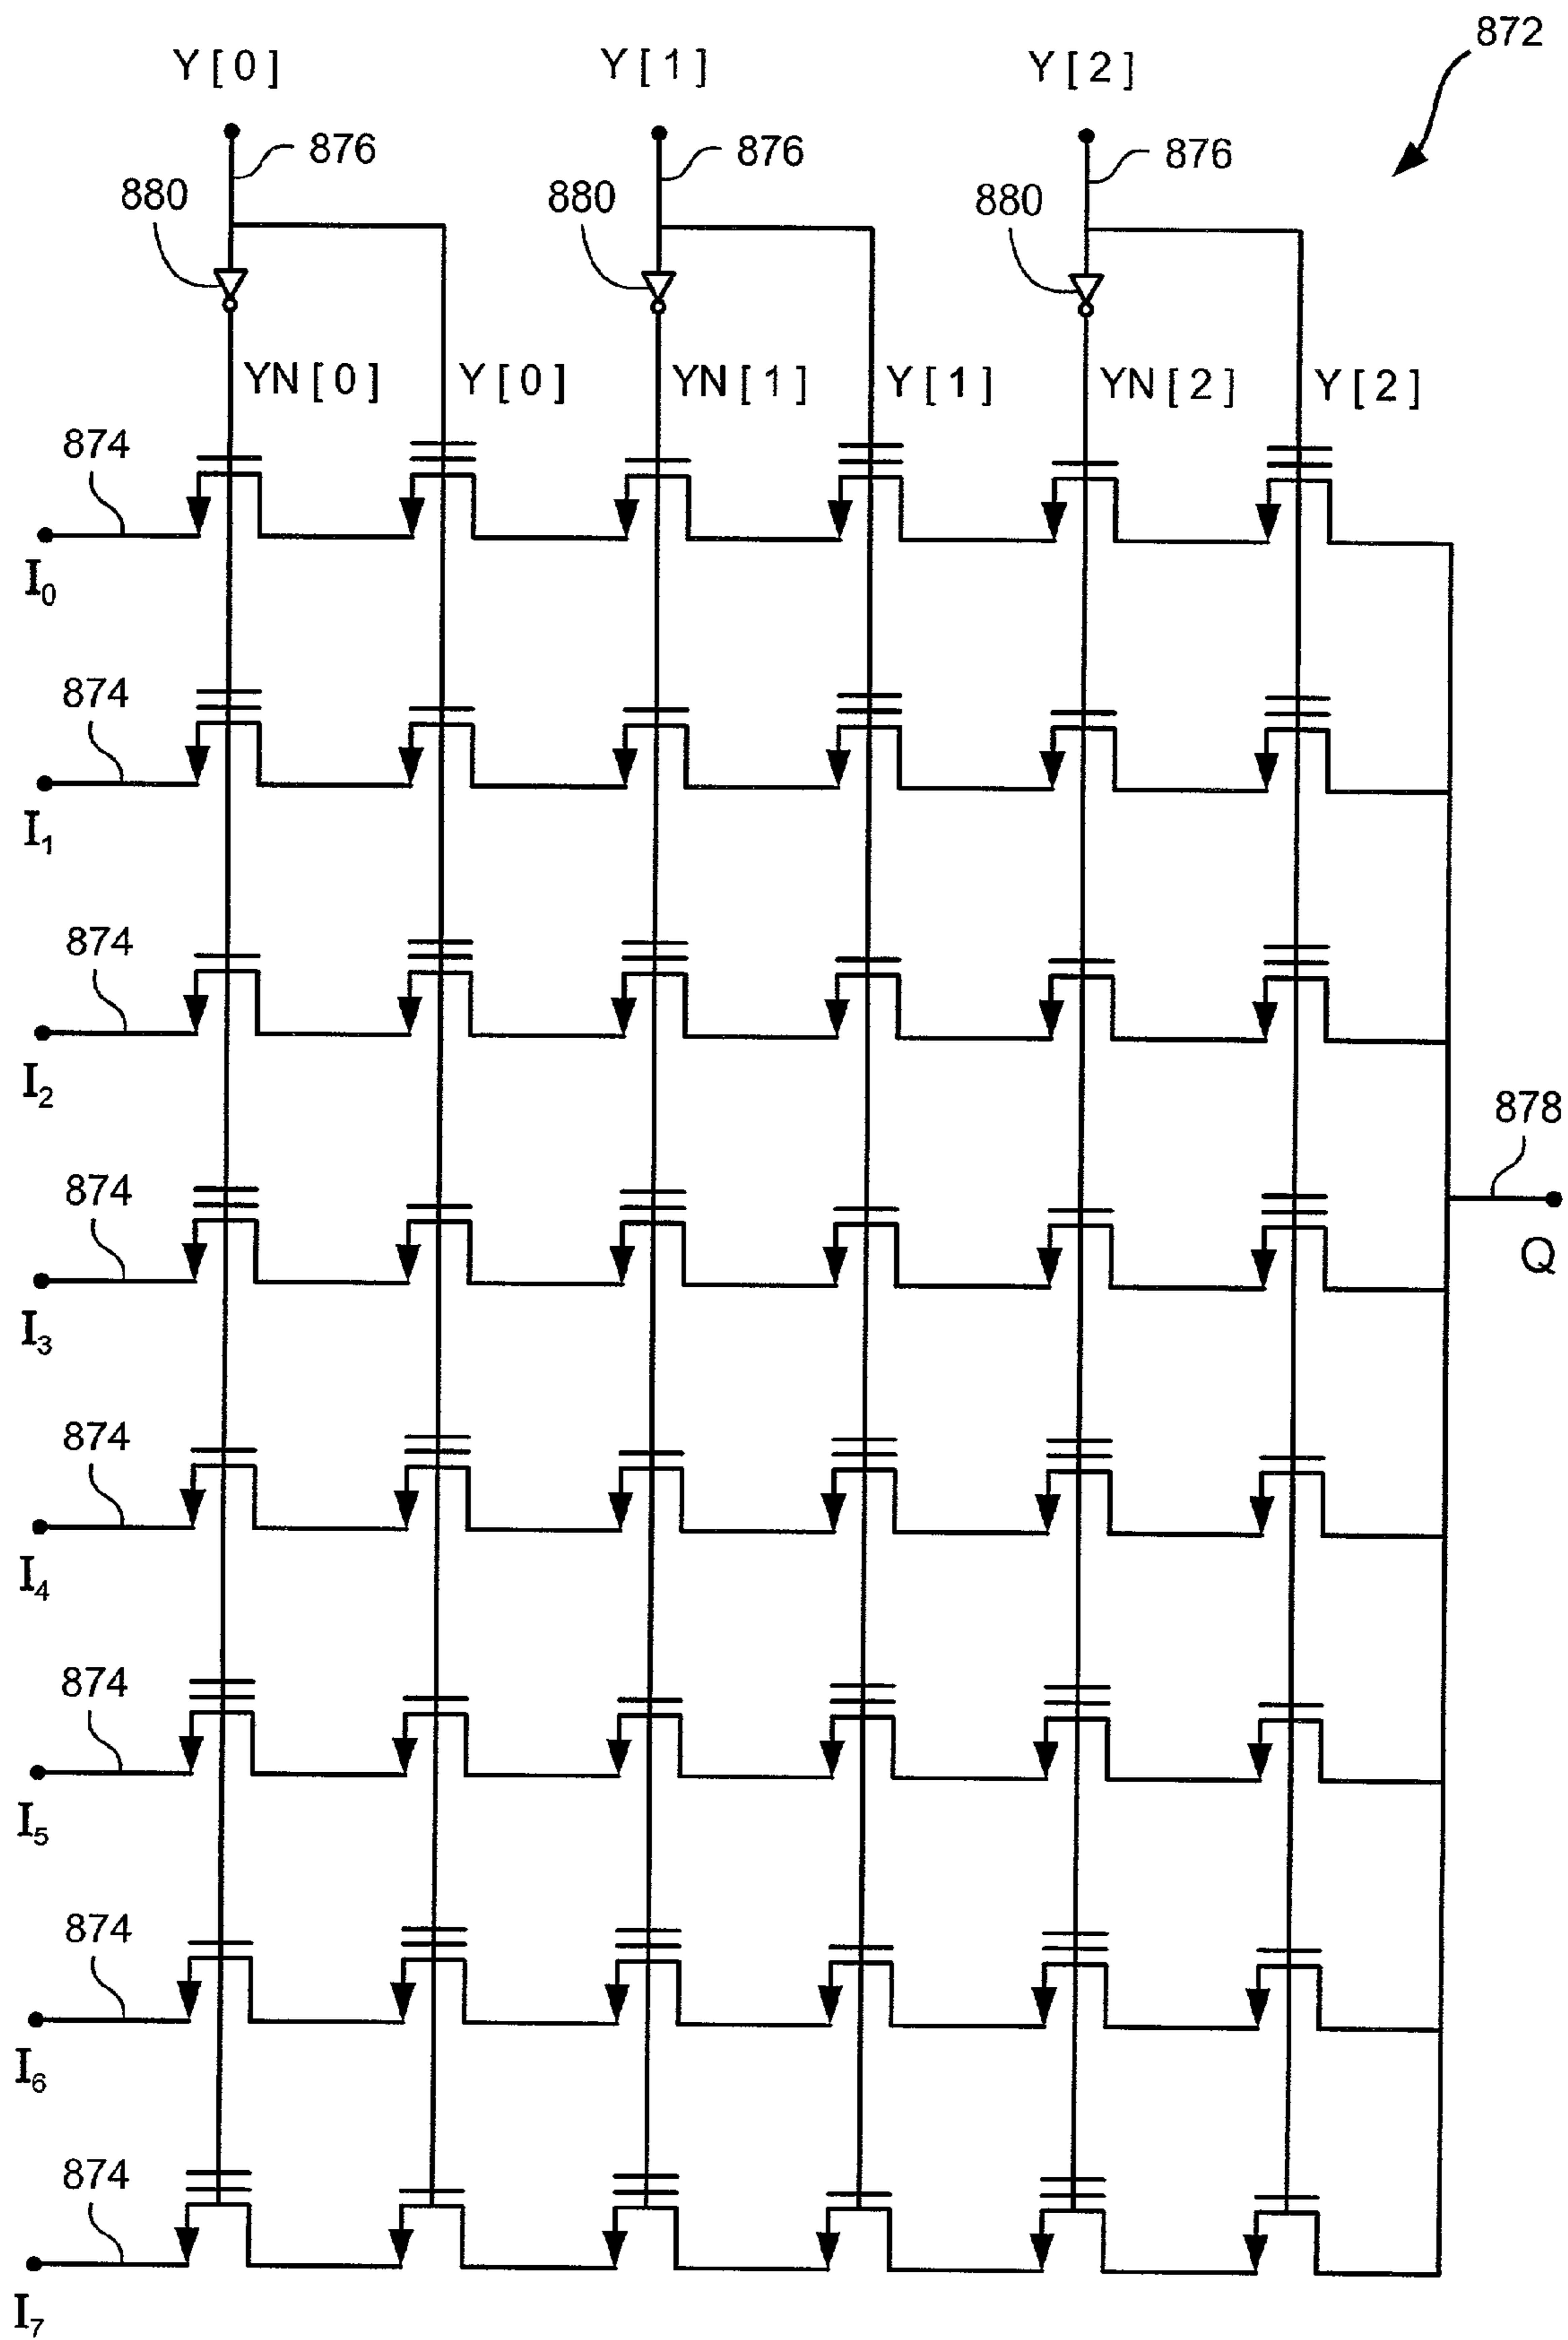 872
Y [ 0 ] Y [ 1 ] Y [ 2 ]
876 876 876
880 880 880
YN [ 0 ] Y [ 0 ] YN [ 1 ] Y [ 1 ] YN [ 2 ] Y [ 2 ]
874
I0
874
I1
874
I2
878
874
Q
I3
874
I4
874
I5
874
I6
874
I7